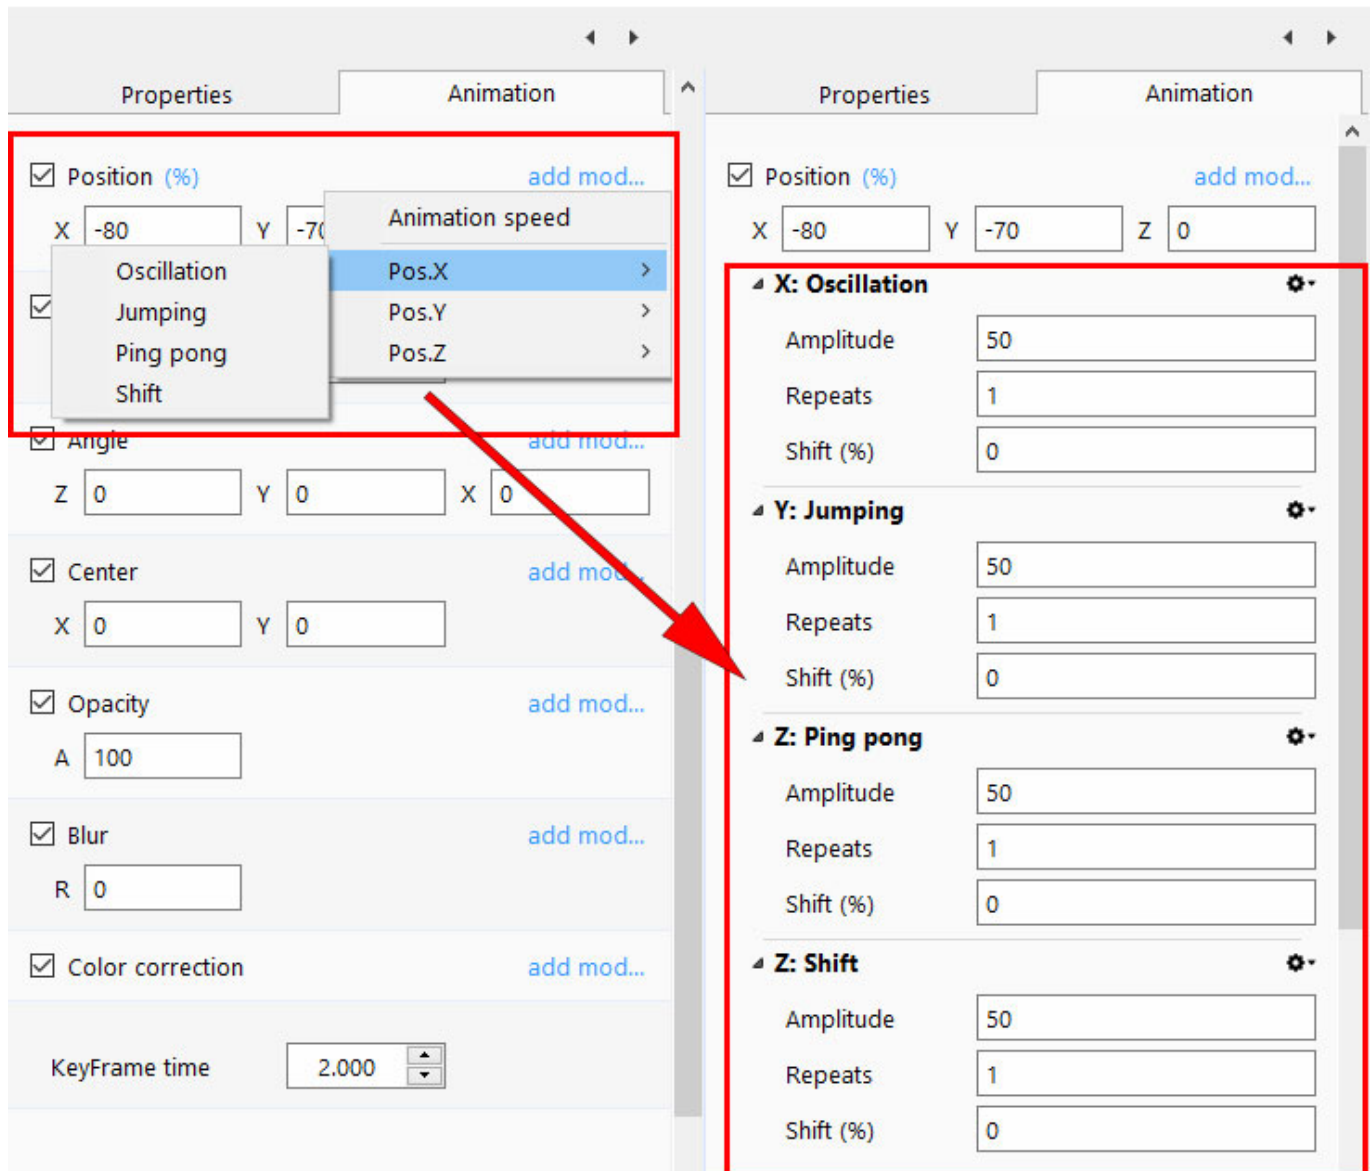 Properties Animation
Position (%) add mod...
Animation speed
X -80 Y -70
Oscillation Pos.X
Jumping Pos.Y
Ping pong Pos.Z
Shift
Angle add mod...
Z 0 Y 0 X 0
Center add mod...
X 0 Y 0
Opacity add mod...
A 100
Blur add mod...
R 0
Color correction add mod...
KeyFrame time 2.000
Properties Animation
Position (%) add mod...
X -80 Y -70 Z 0
X: Oscillation
Amplitude 50
Repeats 1
Shift (%) 0
Y: Jumping
Amplitude 50
Repeats 1
Shift (%) 0
Z: Ping pong
Amplitude 50
Repeats 1
Shift (%) 0
Z: Shift
Amplitude 50
Repeats 1
Shift (%) 0